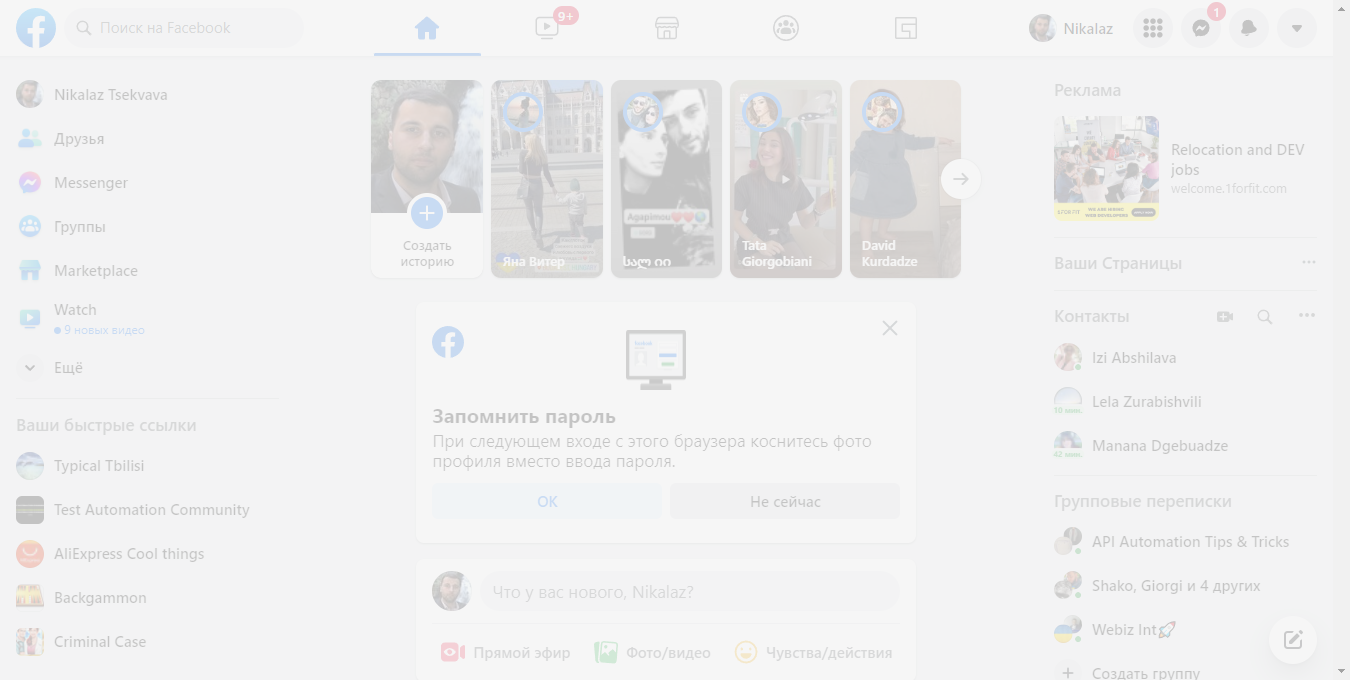 Поиск на Facebook
9+
Nikalaz
1
Nikalaz Tsekvava
Друзья
Messenger
Группы
Marketplace
Watch
9 новых видео
Ещё
Ваши быстрые ссылки
Typical Tbilisi
Test Automation Community
AliExpress Cool things
Backgammon
Criminal Case
Создать
историю
Яна Витер
Agapimou
სალ იო
Tata
Giorgobiani
David
Kurdadze
Запомнить пароль
При следующем входе с этого браузера коснитесь фото
профиля вместо ввода пароля.
ОК
Не сейчас
Что у вас нового, Nikalaz?
Прямой эфир
Фото/видео
Чувства/действия
Реклама
Relocation and DEV
jobs
welcome.1forfit.com
Ваши Страницы
Контакты
Izi Abshilava
Lela Zurabishvili
18 мин.
Manana Dgebuadze
42 мин.
Групповые переписки
API Automation Tips & Tricks
Shako, Giorgi и 4 других
Webiz Int🚀
Создать группу